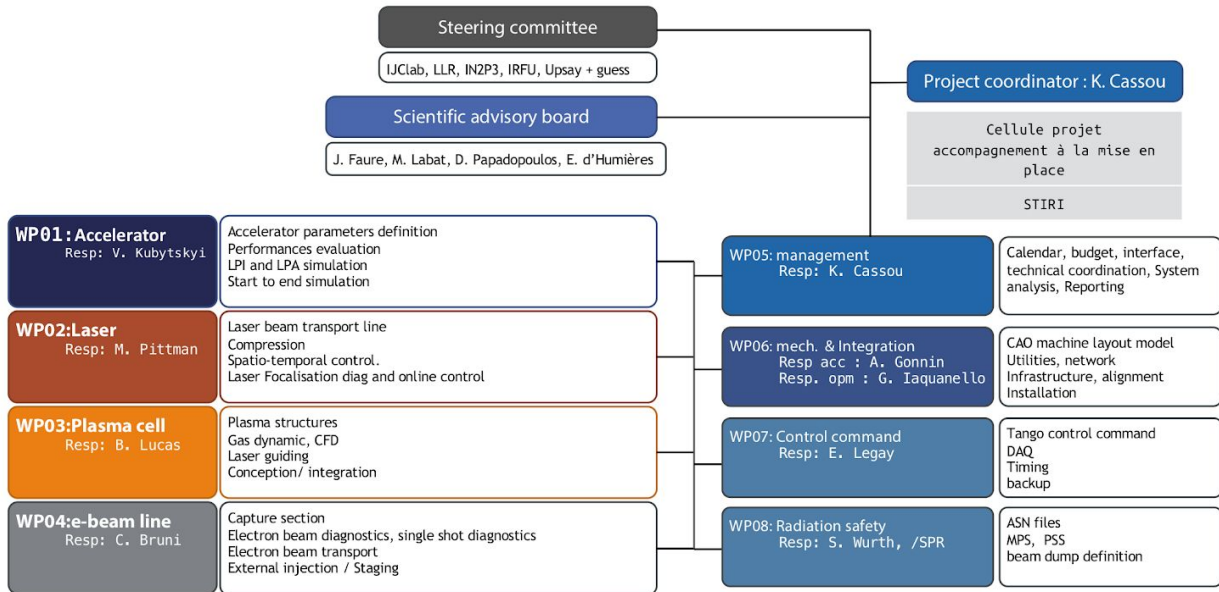 Steering committee
IJClab, LLR, IN2P3, IRFU, Upsay + guess
Project coordinator : K. Cassou
Scientific advisory board
J. Faure, M. Labat, D. Papadopoulos, E. d'Humières
Cellule projet
accompagnement à la mise en
place
STIRI
WP01:Accelerator
Resp: V. Kubytskyi
Accelerator parameters definition
Performances evaluation
LPI and LPA simulation
Start to end simulation
WP02:Laser
Resp: M. Pittman
Laser beam transport line
Compression
Spatio-temporal control.
Laser Focalisation diag and online control
WP03:Plasma cell
Resp: B. Lucas
Plasma structures
Gas dynamic, CFD
Laser guiding
Conception/ integration
WP04:e-beam line
Resp: C. Bruni
Capture section
Electron beam diagnostics, single shot diagnostics
Electron beam transport
External injection / Staging
WP05: management
Resp: K. Cassou
Calendar, budget, interface,
technical coordination, System
analysis, Reporting
WP06: mech. & Integration
Resp acc : A. Gonnin
Resp. opm : G. Iaquanello
CAO machine layout model
Utilities, network
Infrastructure, alignment
Installation
WP07: Control command
Resp: E. Legay
Tango control command
DAQ
Timing
backup
WP08: Radiation safety
Resp: S. Wurth, /SPR
ASN files
MPS, PSS
beam dump definition